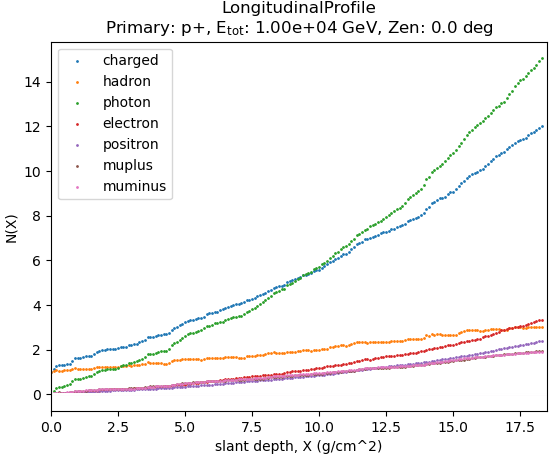 LongitudinalProfile
Primary: p+, E_tot: 1.00e+04 GeV, Zen: 0.0 deg
charged
hadron
photon
electron
positron
muplus
muminus
N(X)
14
12
10
8
6
4
2
0
0.0 2.5 5.0 7.5 10.0 12.5 15.0 17.5
slant depth, X (g/cm^2)